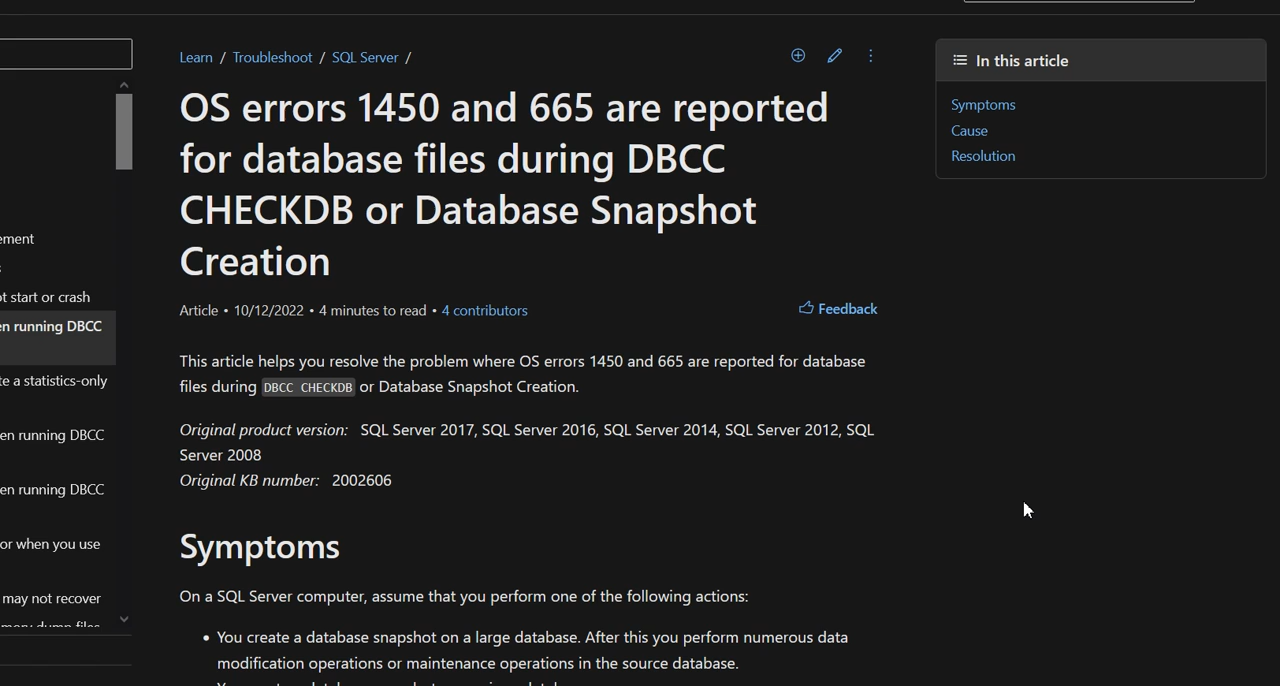 Learn / Troubleshoot / SQL Server /
In this article
OS errors 1450 and 665 are reported
for database files during DBCC
CHECKDB or Database Snapshot
Creation
Symptoms
Cause
Resolution
Article • 10/12/2022 • 4 minutes to read • 4 contributors
Feedback
ement
t start or crash
en running DBCC
te a statistics-only
en running DBCC
en running DBCC
or when you use
may not recover
This article helps you resolve the problem where OS errors 1450 and 665 are reported for database
files during DBCC CHECKDB or Database Snapshot Creation.
Original product version: SQL Server 2017, SQL Server 2016, SQL Server 2014, SQL Server 2012, SQL
Server 2008
Original KB number: 2002606
Symptoms
On a SQL Server computer, assume that you perform one of the following actions:
• You create a database snapshot on a large database. After this you perform numerous data
modification operations or maintenance operations in the source database.